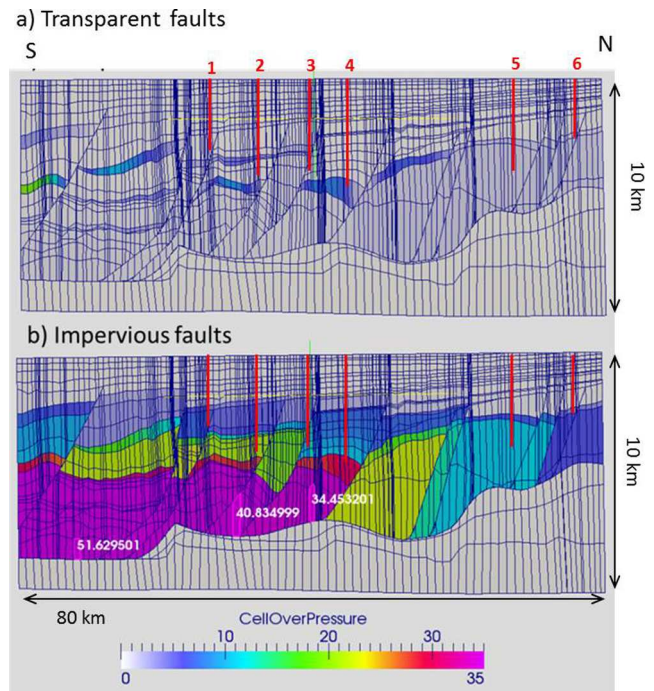 a) Transparent faults
S N
1 2 3 4 5 6
10 km
b) Impervious faults
10 km
34.453201
40.834999
51.629501
80 km
CellOverPressure
10 20 30
0 35